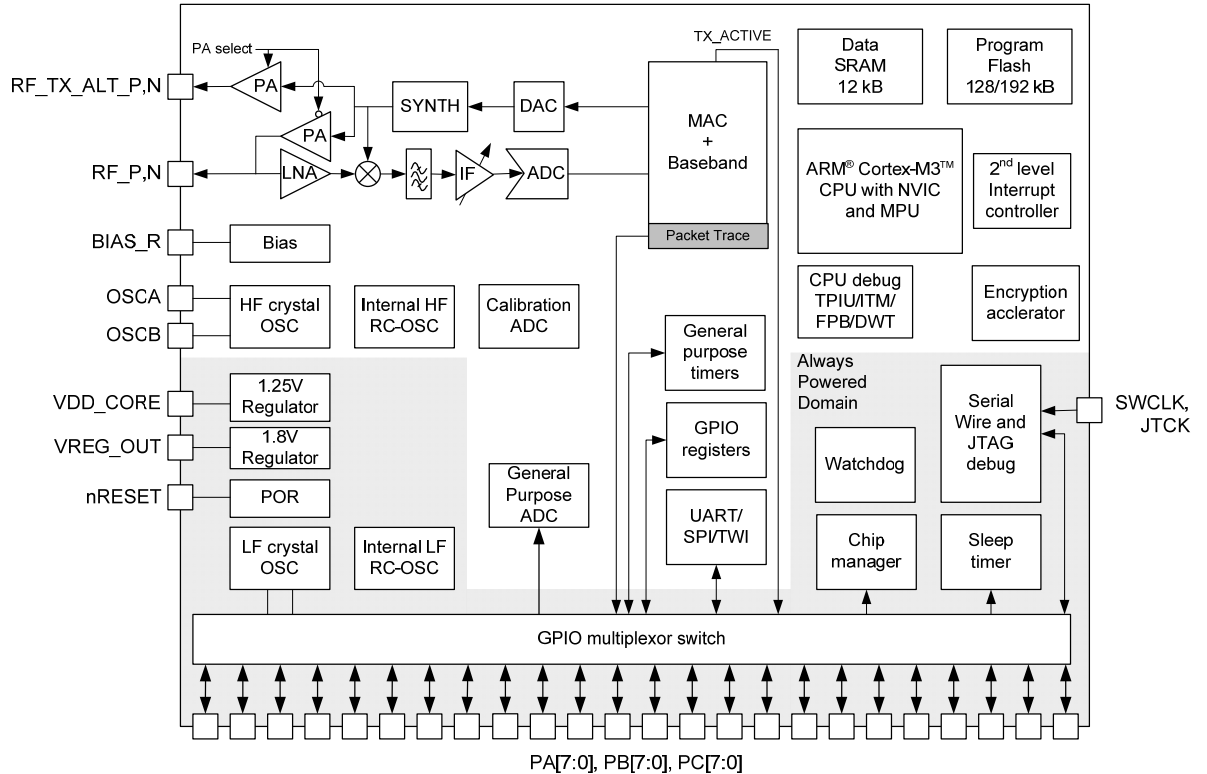 TX_ACTIVE
PA select
RF_TX_ALT_P,N
PA
SYNTH
DAC
MAC
+
Baseband
Data
SRAM
12 kB
Program
Flash
128/192 kB
PA
RF_P,N
LNA
IF
ADC
ARM® Cortex-M3™
CPU with NVIC
and MPU
2nd level
Interrupt
controller
Packet Trace
BIAS_R
Bias
OSCA
OSCB
HF crystal
OSC
Internal HF
RC-OSC
Calibration
ADC
CPU debug
TPIU/ITM/
FPB/DWT
Encryption
acclerator
General
purpose
timers
Always
Powered
Domain
VDD_CORE
1.25V
Regulator
VREG_OUT
1.8V
Regulator
GPIO
registers
Serial
Wire and
JTAG
debug
SWCLK,
JTCK
nRESET
POR
General
Purpose
ADC
Watchdog
UART/
SPI/TWI
LF crystal
OSC
Internal LF
RC-OSC
Chip
manager
Sleep
timer
GPIO multiplexor switch
PA[7:0], PB[7:0], PC[7:0]